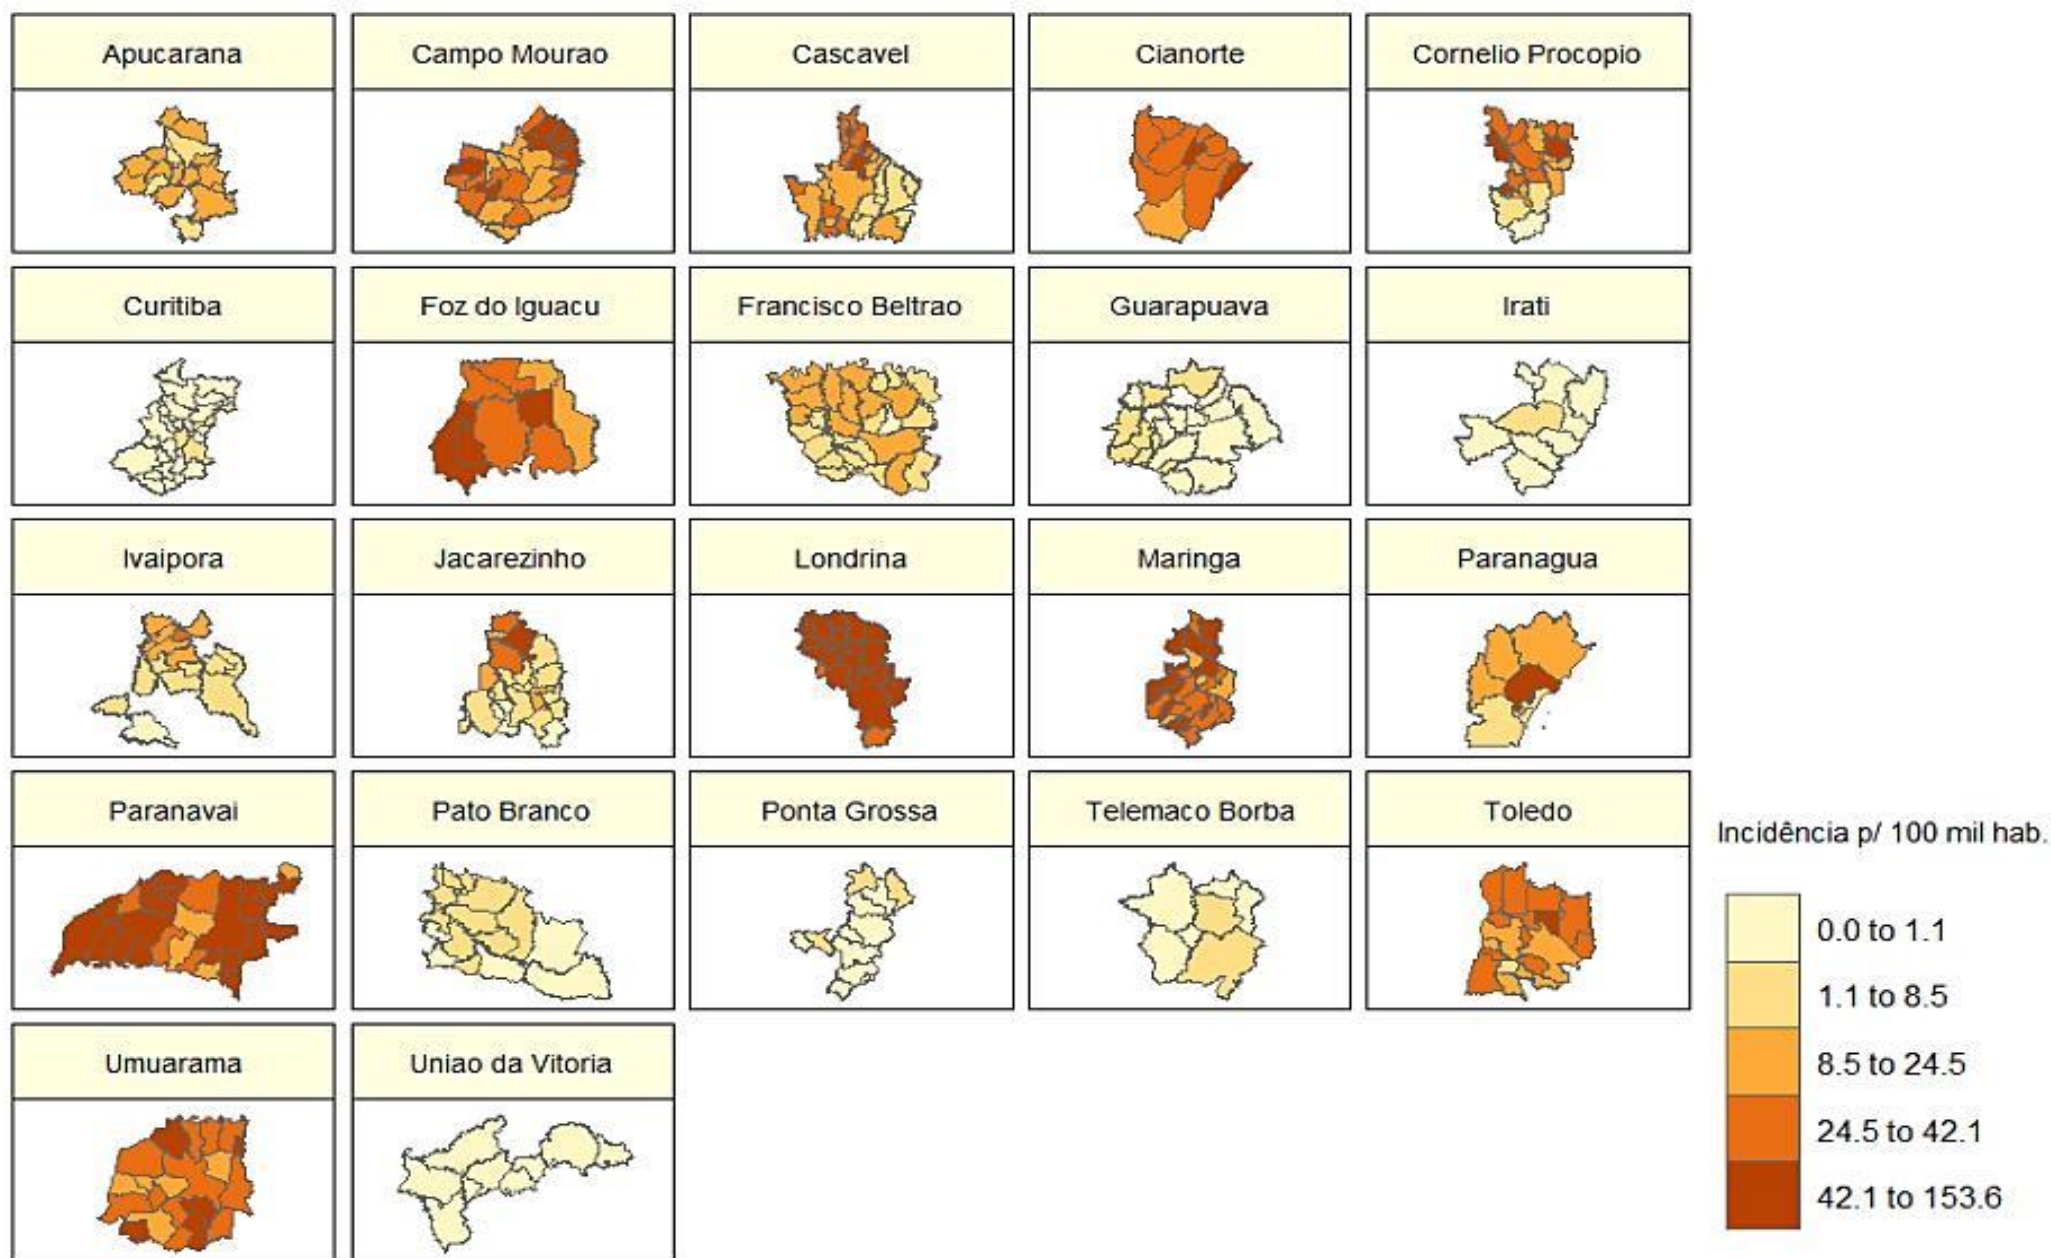 Apucarana
Campo Mourao
Cascavel
Cianorte
Cornelio Procopio
Curitiba
Foz do Iguacu
Francisco Beltrao
Guarapuava
Irati
Ivaipora
Jacarezinho
Londrina
Maringa
Paranagua
Paranavai
Pato Branco
Ponta Grossa
Telemaco Borba
Toledo
Umuarama
Uniao da Vitoria
Incidência p/ 100 mil hab.
0.0 to 1.1
1.1 to 8.5
8.5 to 24.5
24.5 to 42.1
42.1 to 153.6